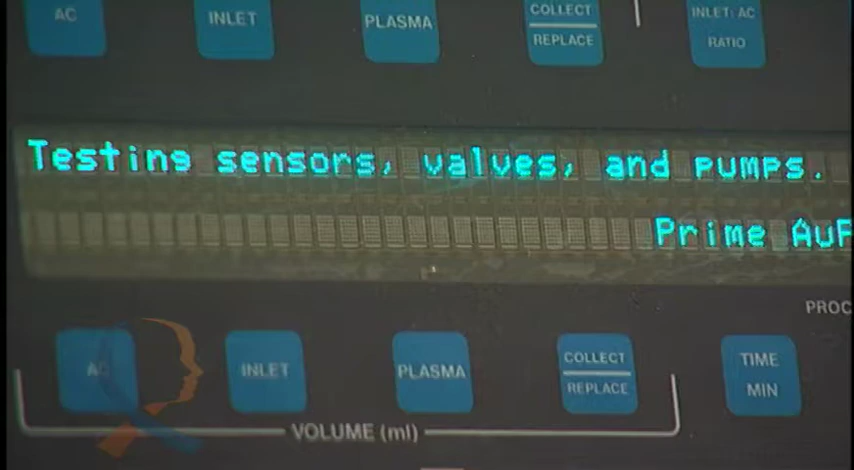 AC INLET PLASMA COLLECT REPLACE INLET: AC RATIO
Testing sensors, valves, and pumps.
Prime
PROC
AC INLET PLASMA COLLECT REPLACE TIME MIN
VOLUME (ml)